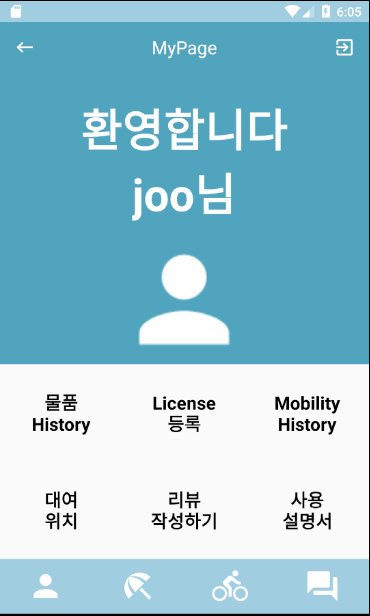 6:05
MyPage
환영합니다
joo님
물품
History
License
등록
Mobility
History
대여
위치
리뷰
작성하기
사용
설명서